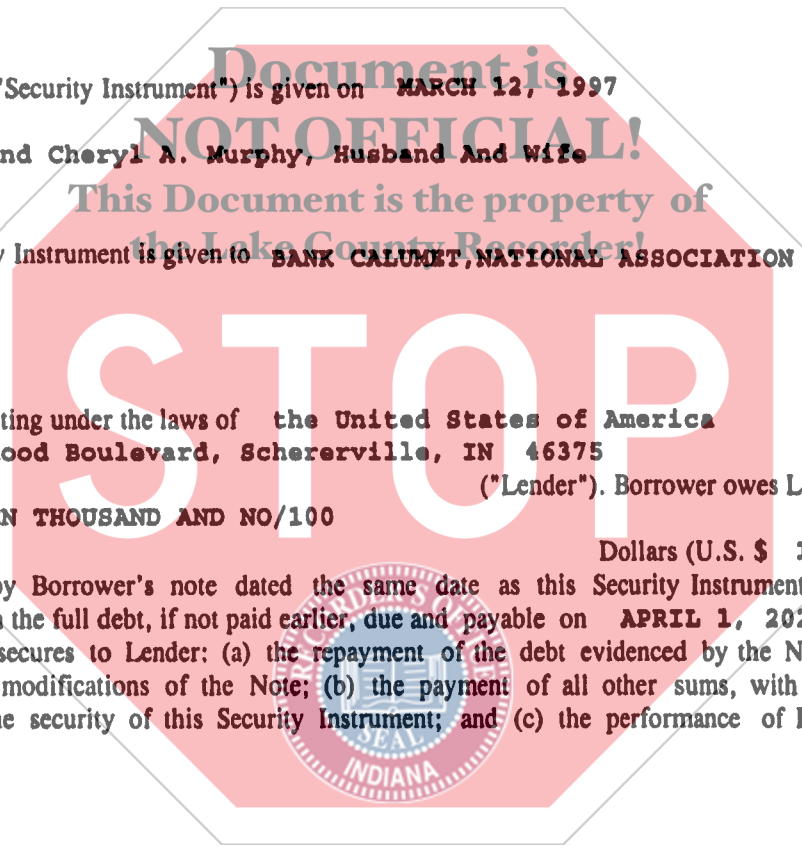 Document is
"Security Instrument") is given on MARCH 12, 1997
NOT OFFICIAL!
nd Cheryl A. Murphy, Husband And Wife
This Document is the property of
the Lake County Recorder!
Instrument is given to BANK CALUMET, NATIONAL ASSOCIATION
STOP
ting under the laws of the United States of America
ood Boulevard, Schererville, IN 46375
("Lender"). Borrower owes L
N THOUSAND AND NO/100
Dollars (U.S. $
by Borrower's note dated the same date as this Security Instrument
the full debt, if not paid earlier, due and payable on APRIL 1, 202
secures to Lender: (a) the repayment of the debt evidenced by the N
modifications of the Note; (b) the payment of all other sums, with
e security of this Security Instrument; and (c) the performance of
SEAL
INDIANA